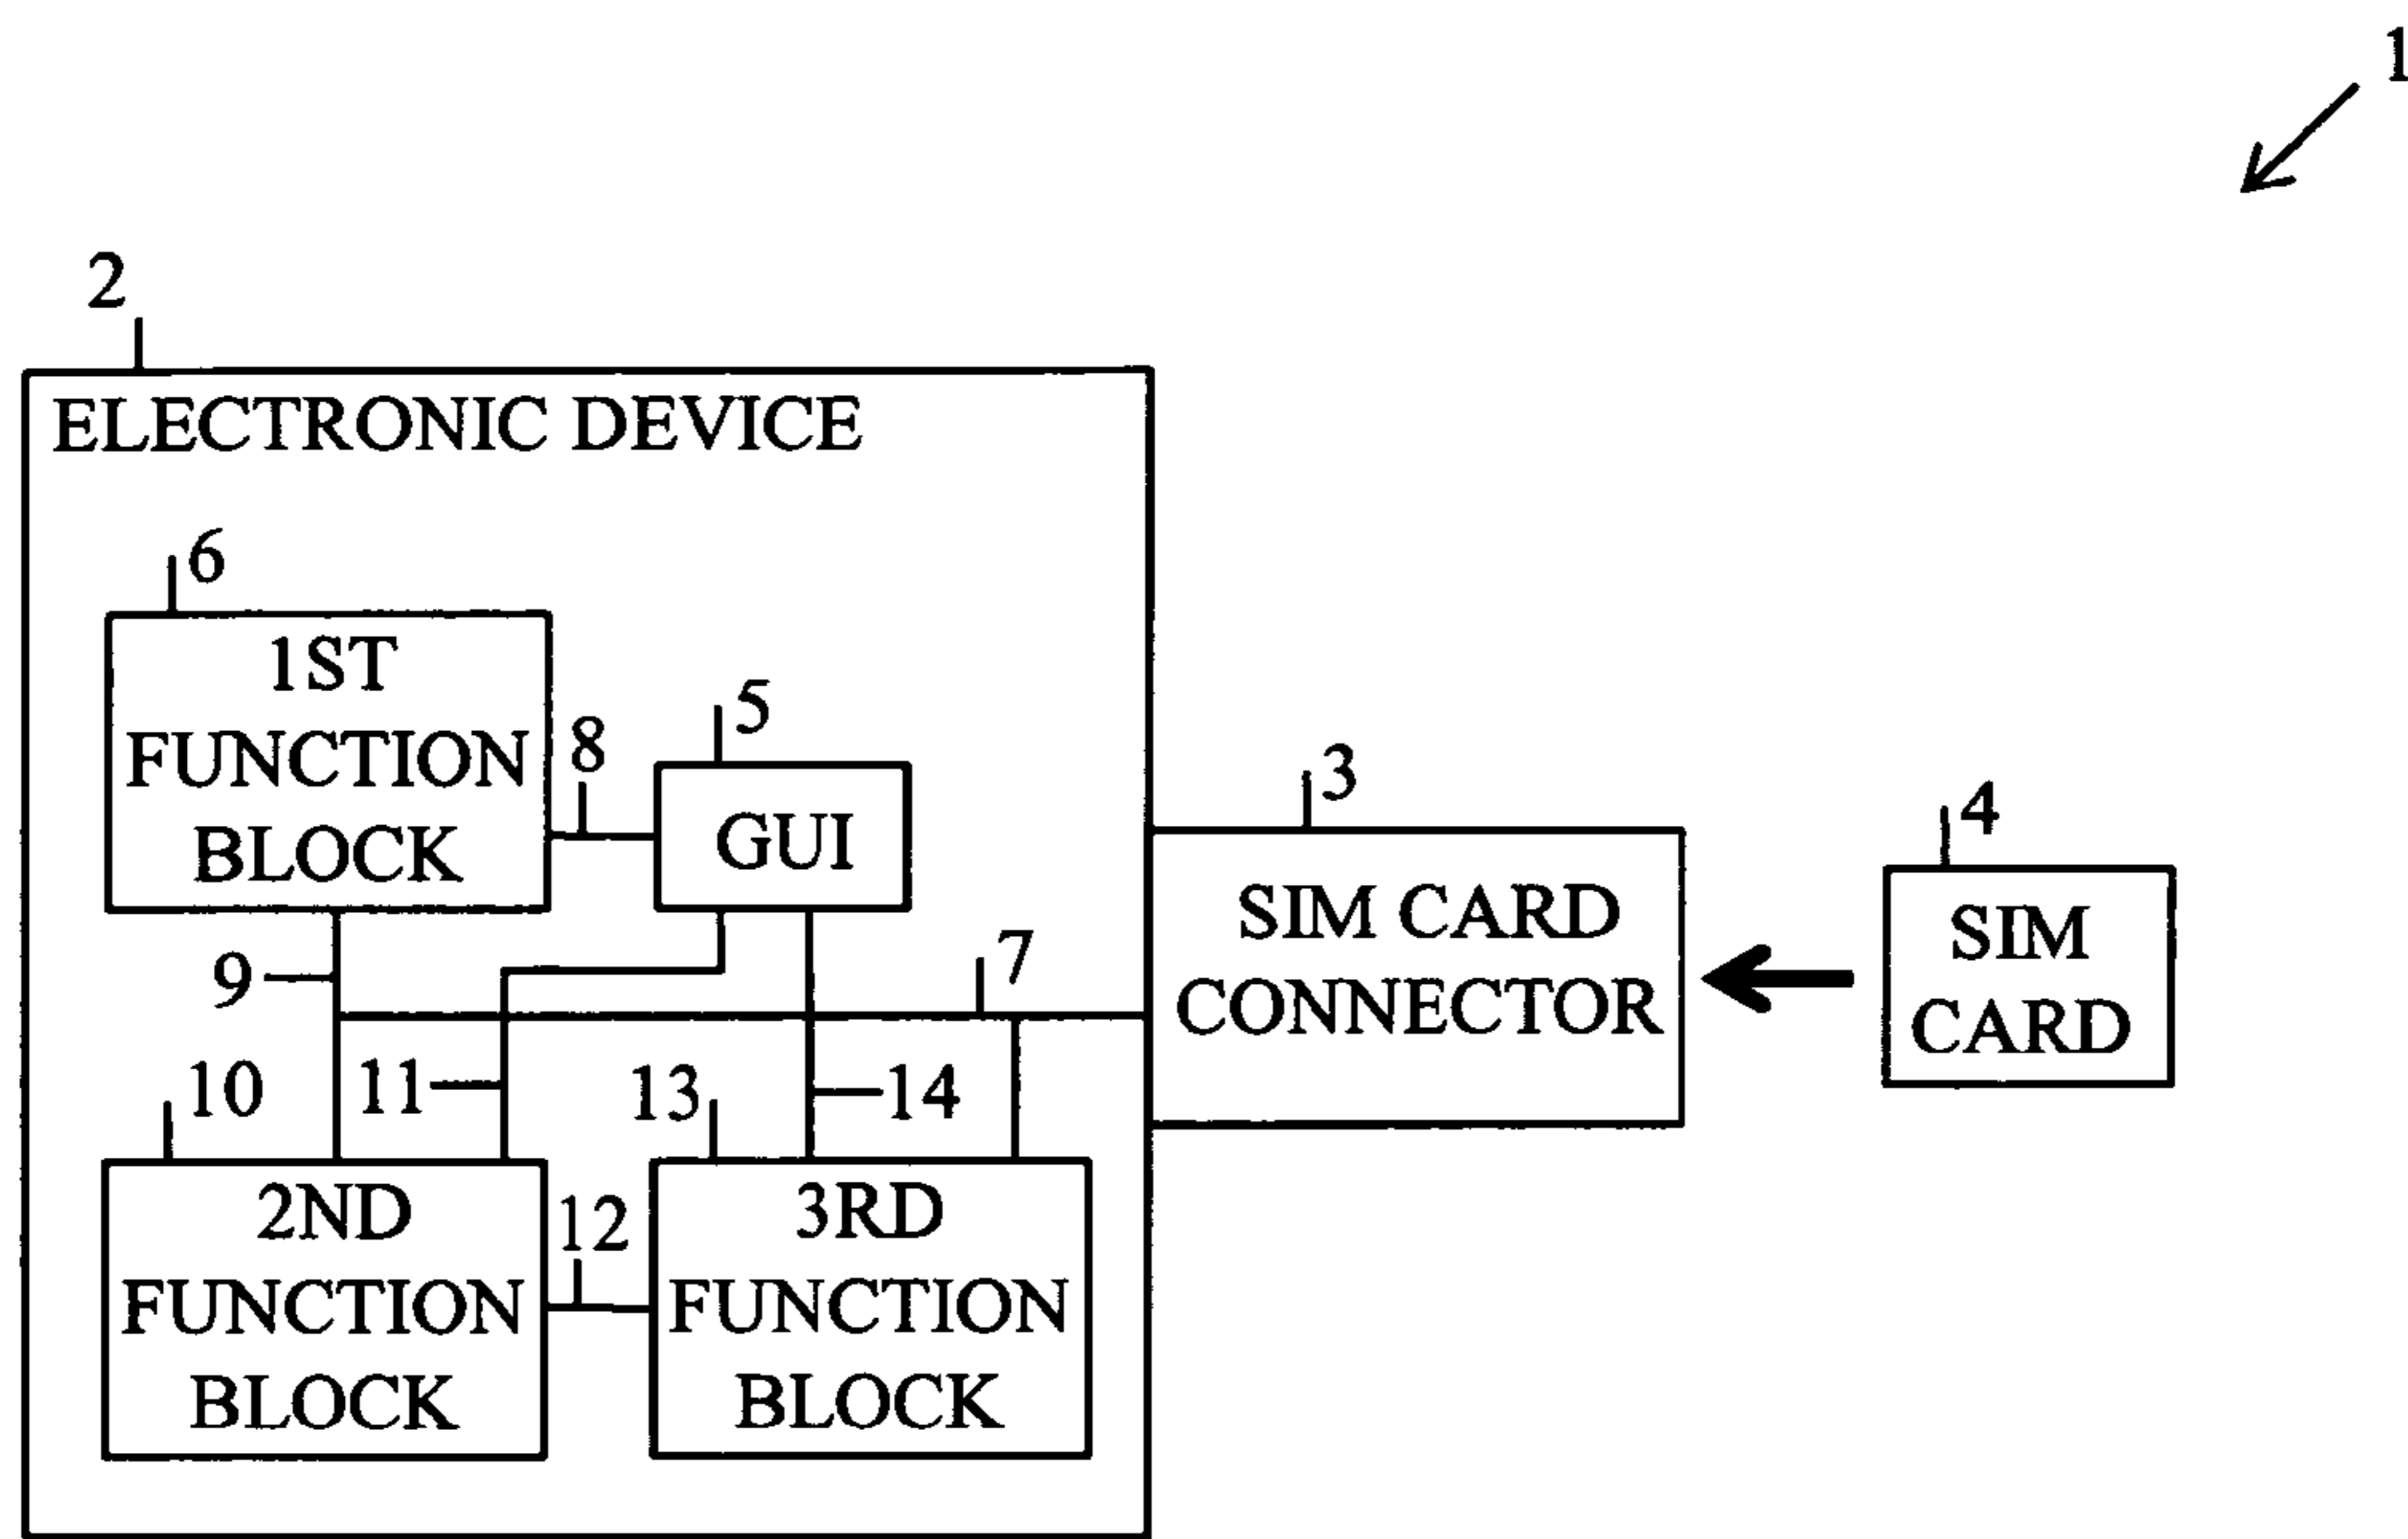 1
2
ELECTRONIC DEVICE
6
1ST
FUNCTION
BLOCK
8
5
GUI
3
SIM CARD
CONNECTOR
4
SIM
CARD
9
7
10
11
13
14
2ND
FUNCTION
BLOCK
12
3RD
FUNCTION
BLOCK